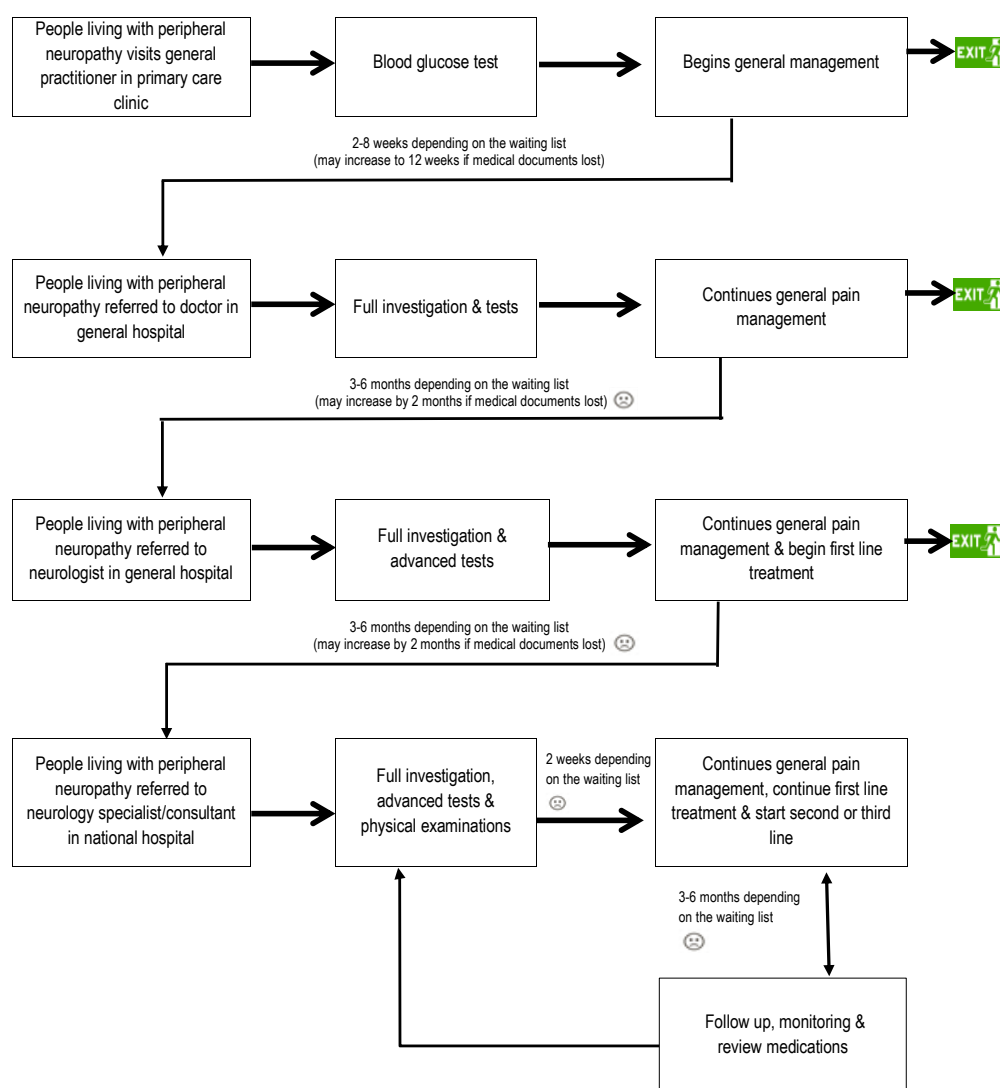 People living with peripheral
neuropathy visits general
practitioner in primary care
clinic
Blood glucose test
Begins general management
EXIT
2-8 weeks depending on the waiting list
(may increase to 12 weeks if medical documents lost)
People living with peripheral
neuropathy referred to doctor in
general hospital
Full investigation & tests
Continues general pain
management
EXIT
3-6 months depending on the waiting list
(may increase by 2 months if medical documents lost)
People living with peripheral
neuropathy referred to
neurologist in general hospital
Full investigation &
advanced tests
Continues general pain
management & begin first line
treatment
EXIT
3-6 months depending on the waiting list
(may increase by 2 months if medical documents lost)
People living with peripheral
neuropathy referred to
neurology specialist/consultant
in national hospital
Full investigation,
advanced tests &
physical examinations
2 weeks depending
on the waiting list
Continues general pain
management, continue first line
treatment & start second or third
line
3-6 months depending
on the waiting list
Follow up, monitoring &
review medications